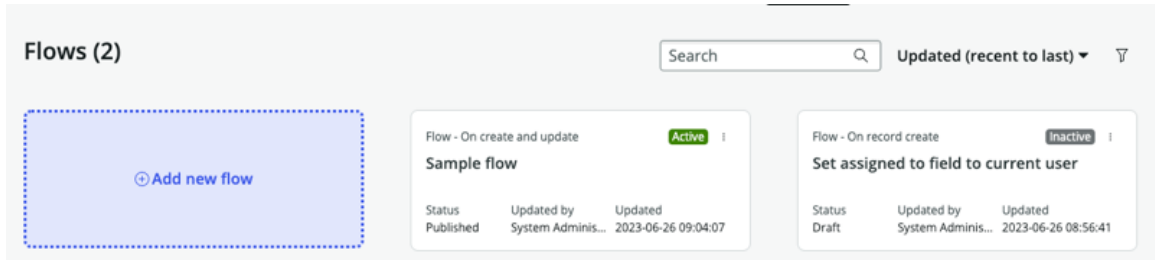 Flows (2)
Search
Updated (recent to last)
Add new flow
Flow - On create and update
Active
Sample flow
Status Updated by Updated
Published System Adminis... 2023-06-26 09:04:07
Flow - On record create
Inactive
Set assigned to field to current user
Status Updated by Updated
Draft System Adminis... 2023-06-26 08:56:41